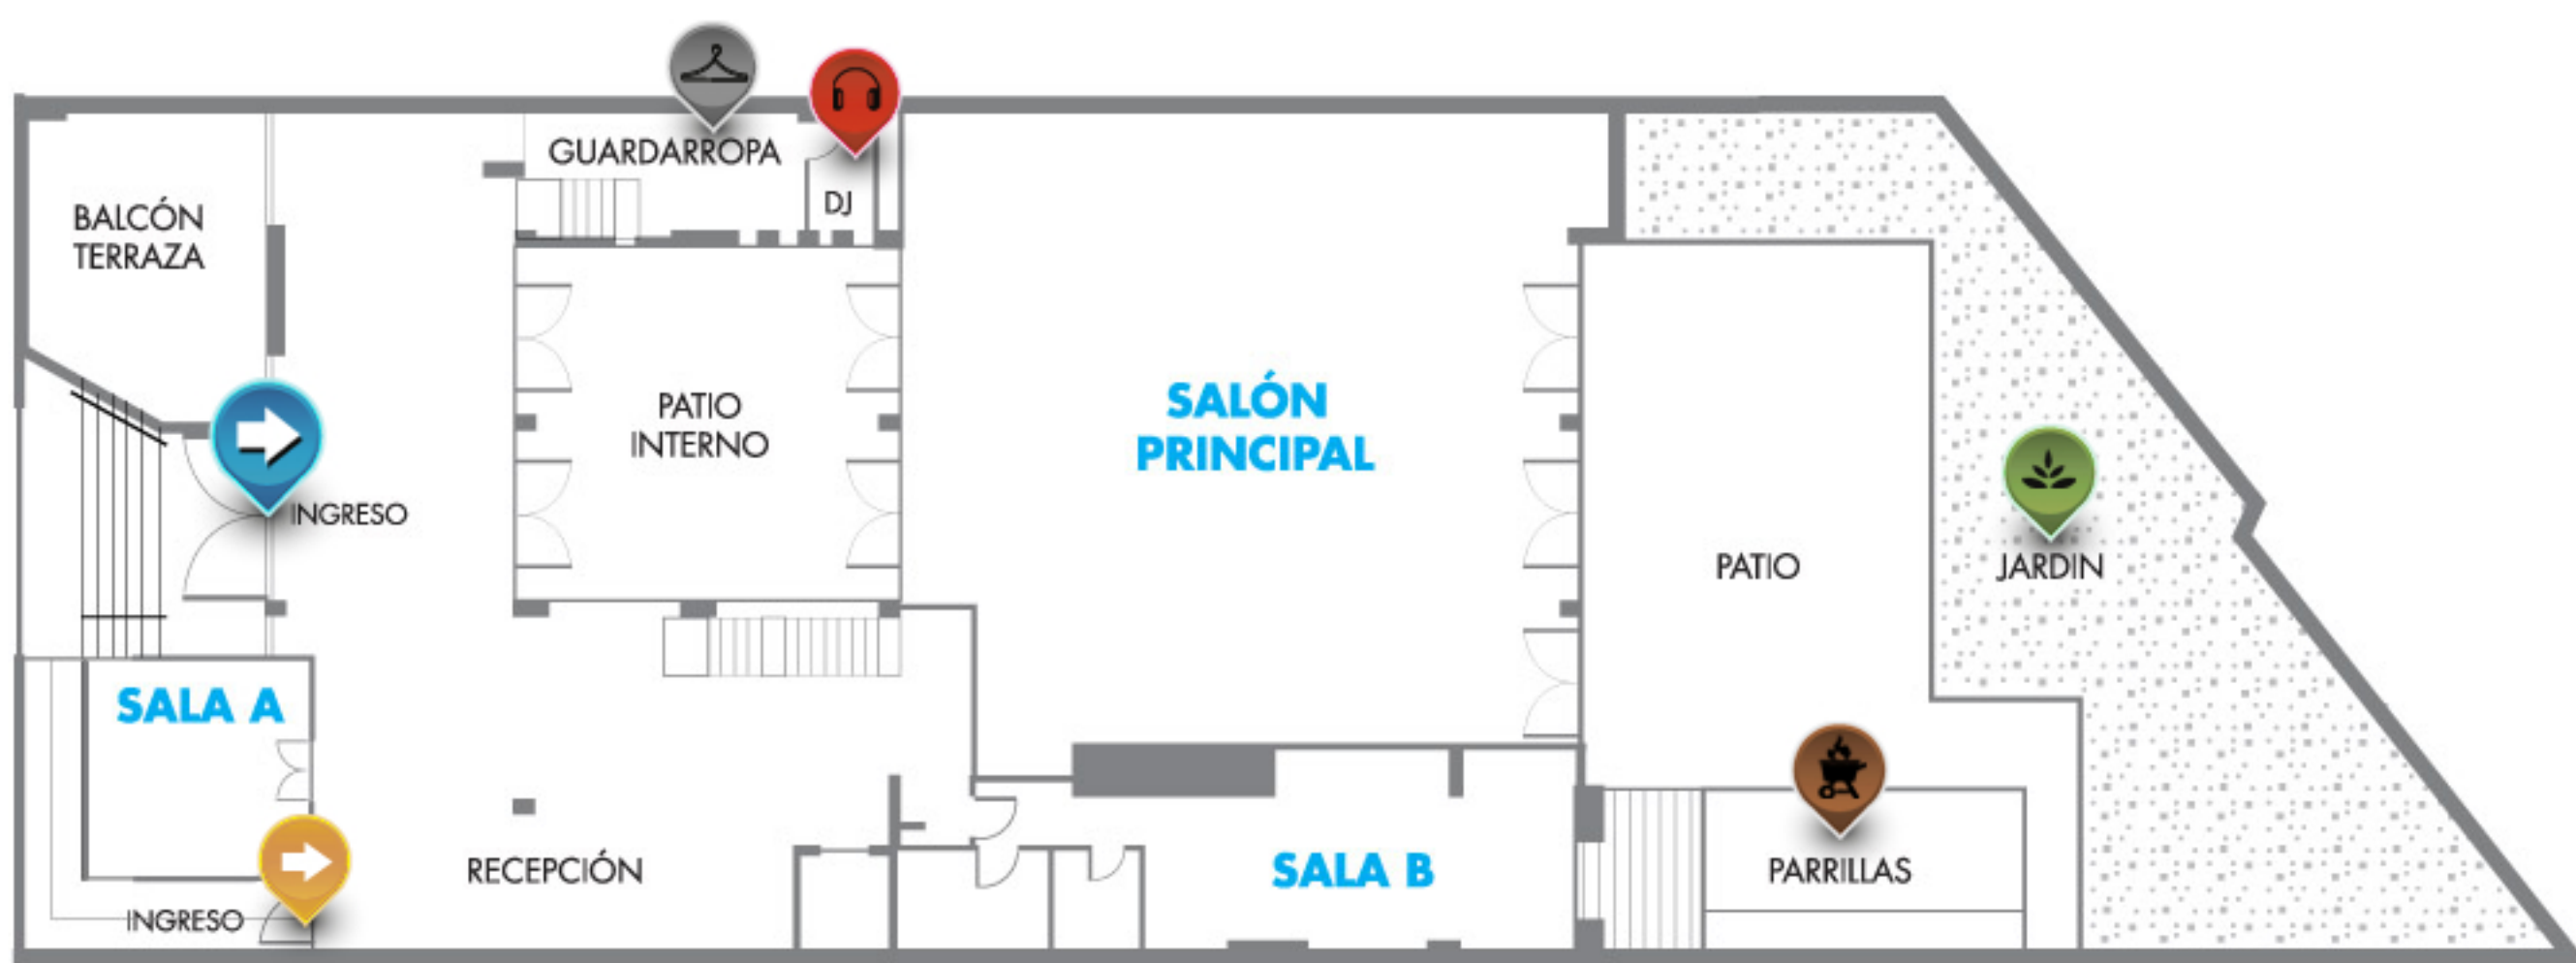 GUARDARROPA
DJ
BALCÓN
TERRAZA
PATIO
INTERNO
SALÓN
PRINCIPAL
INGRESO
PATIO
JARDIN
SALA A
RECEPCIÓN
SALA B
PARRILLAS
INGRESO